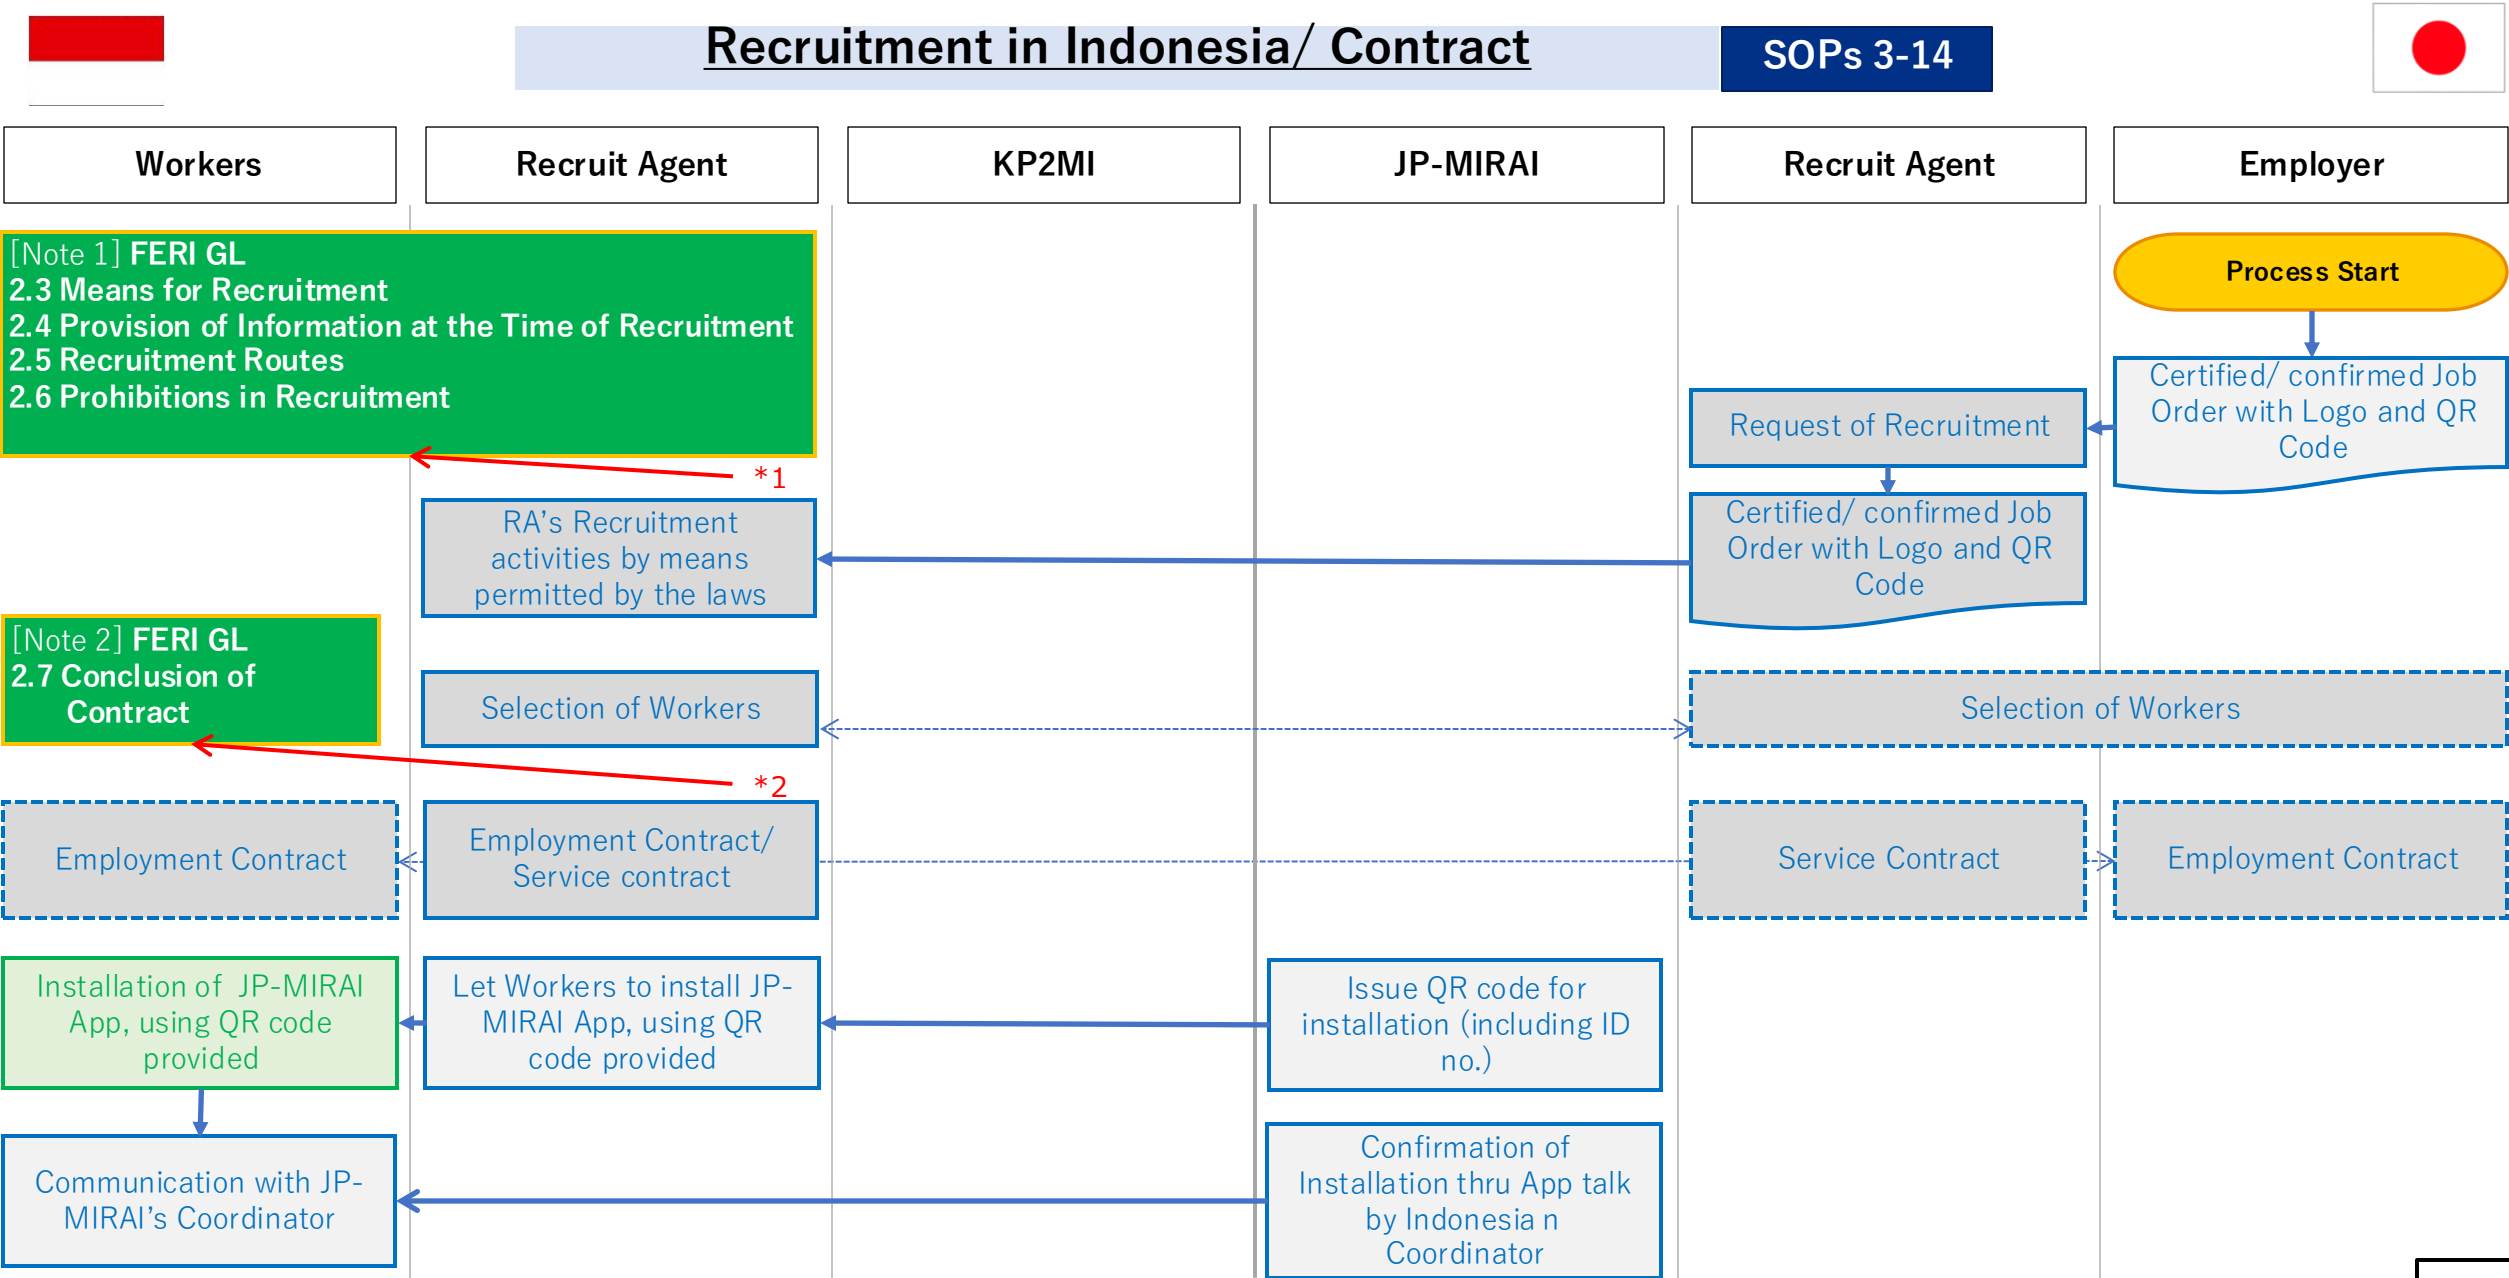 Recruitment in Indonesia/ Contract
SOPs 3-14
Workers
Recruit Agent
KP2MI
JP-MIRAI
Recruit Agent
Employer
[Note 1] FERI GL
2.3 Means for Recruitment
2.4 Provision of Information at the Time of Recruitment
2.5 Recruitment Routes
2.6 Prohibitions in Recruitment
Process Start
Certified/ confirmed Job
Order with Logo and QR
Code
Request of Recruitment
*1
Certified/ confirmed Job
Order with Logo and QR
Code
RA’s Recruitment
activities by means
permitted by the laws
[Note 2] FERI GL
2.7 Conclusion of
Contract
Selection of Workers
Selection of Workers
*2
Employment Contract
Employment Contract/
Service contract
Service Contract
Employment Contract
Installation of JP-MIRAI
App, using QR code
provided
Let Workers to install JP-
MIRAI App, using QR
code provided
Issue QR code for
installation (including ID
no.)
Communication with JP-
MIRAI’s Coordinator
Confirmation of
Installation thru App talk
by Indonesia n
Coordinator